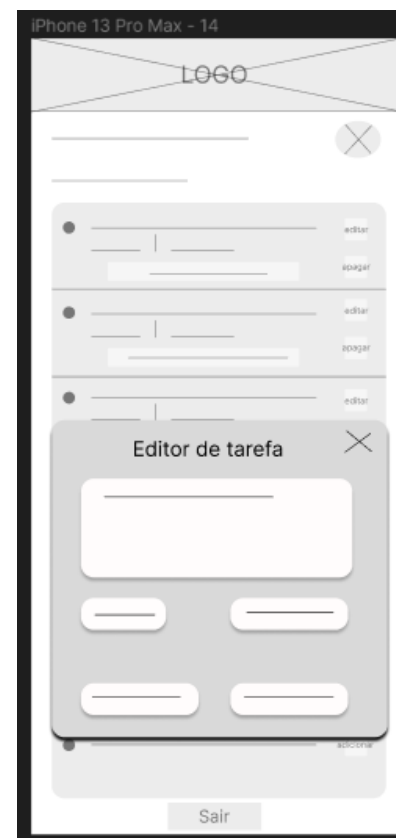 iPhone 13 Pro Max - 14
LOGO
editar
apagar
editar
apagar
editar
Editor de tarefa
adicionar
Sair